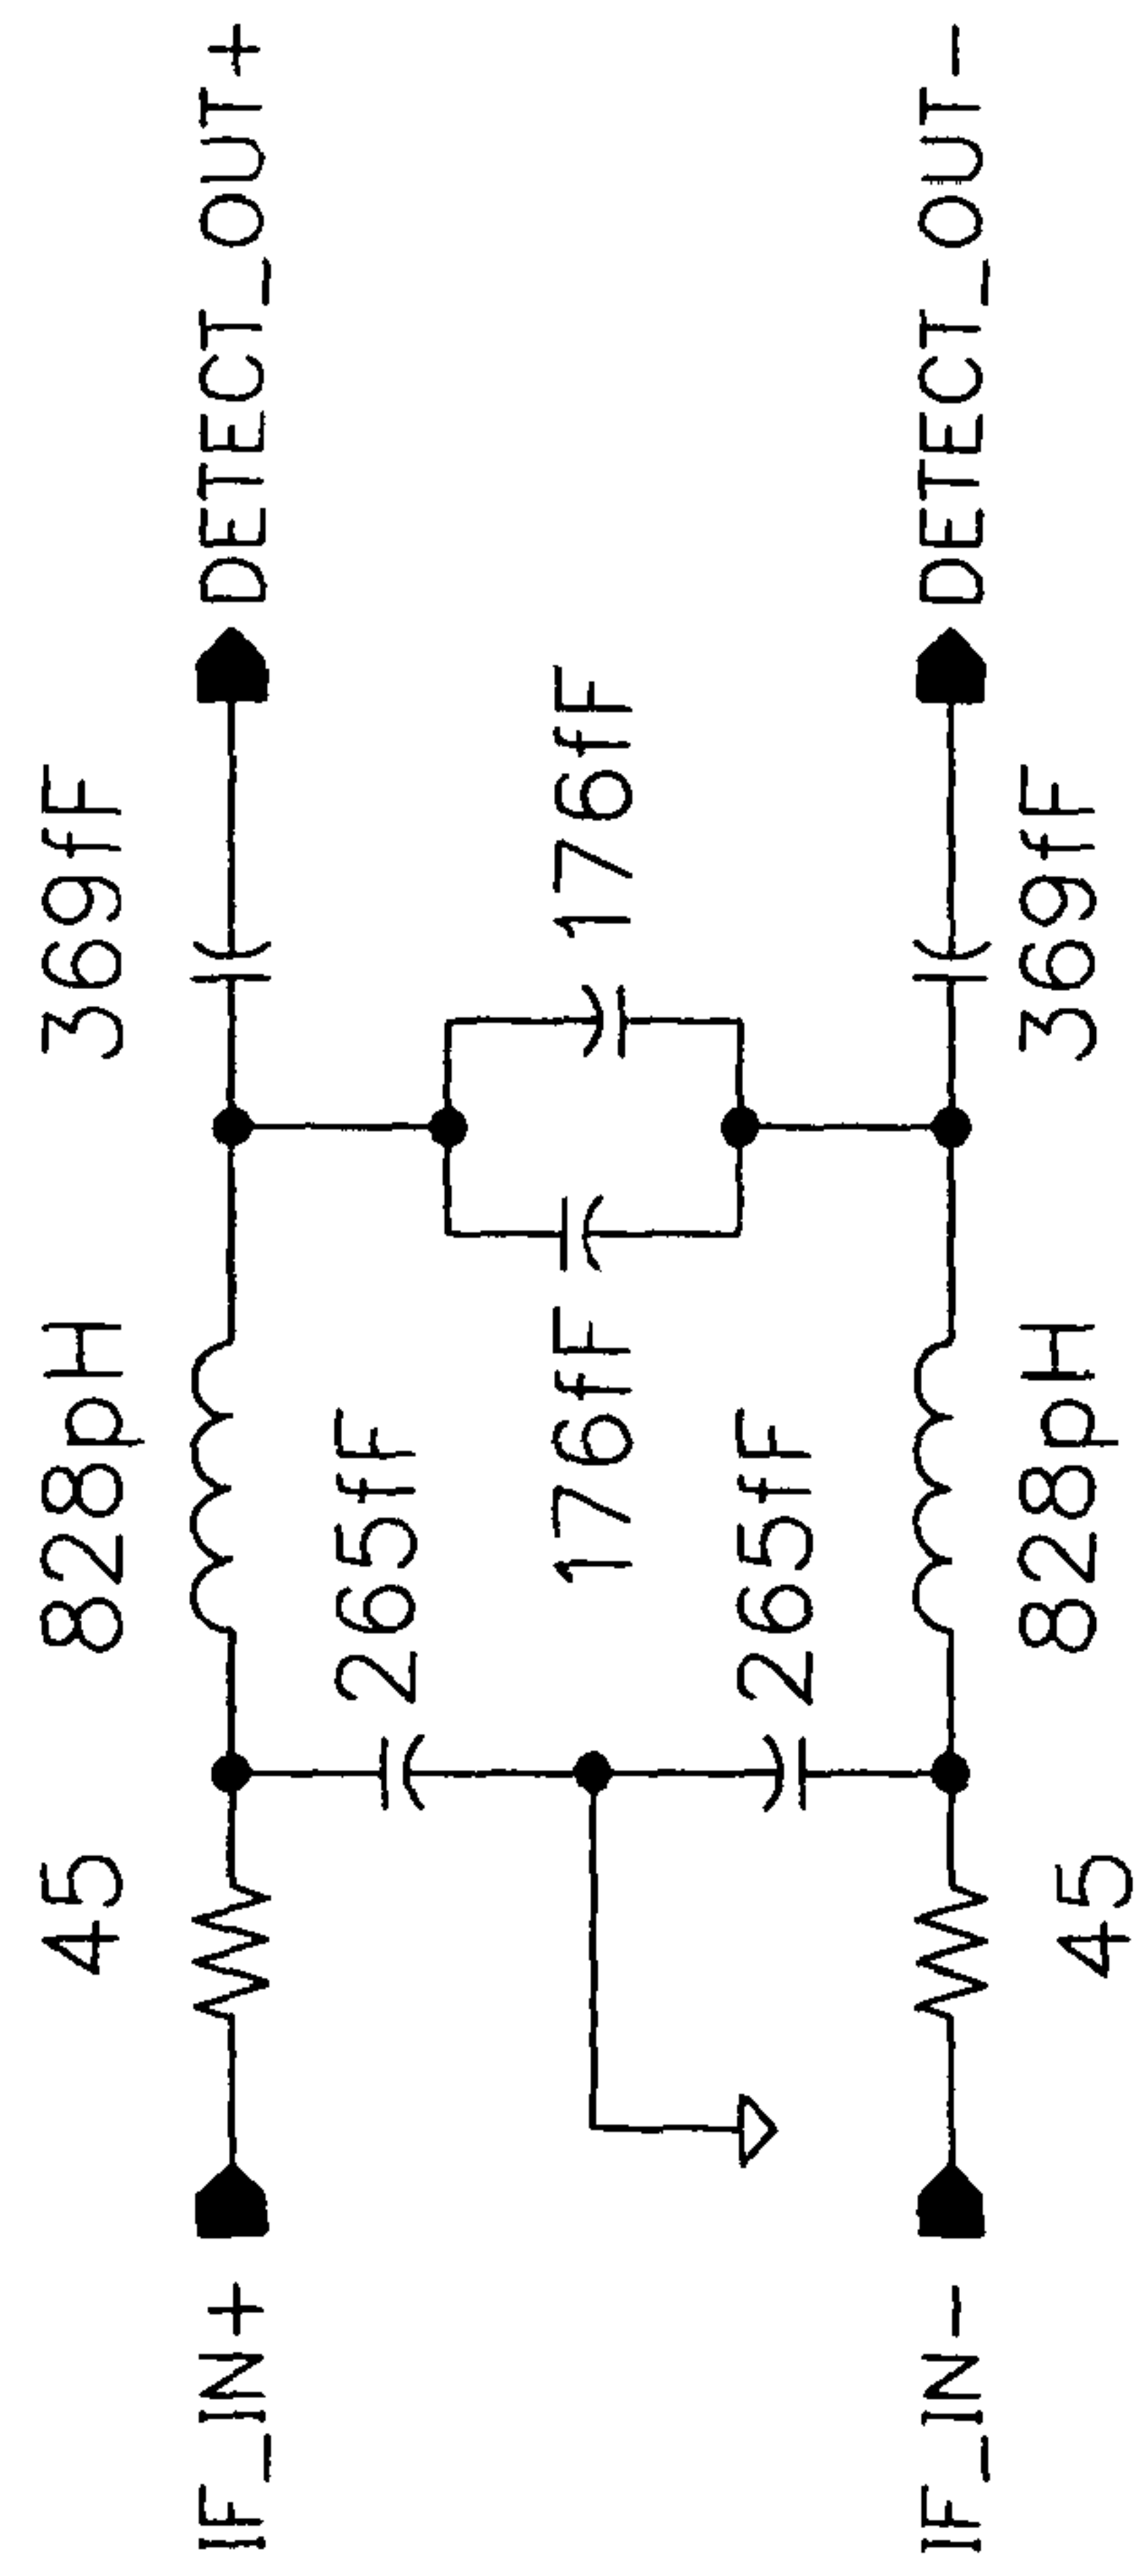 369fF
828pH
45
IF_IN+
DETECT_OUT+
265fF
176fF
176fF
265fF
IF_IN-
DETECT_OUT-
45
828pH
369fF